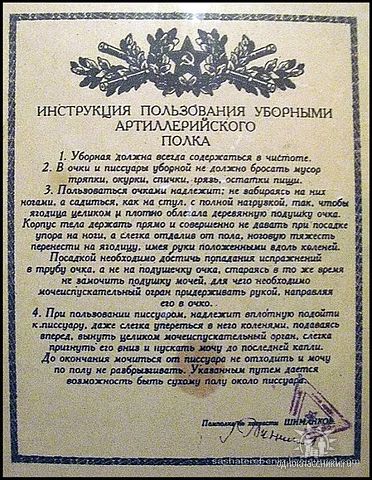 ИНСТРУКЦИЯ ПОЛЬЗОВАНИЯ УБОРНЫМИ
АРТИЛЛЕРИЙСКОГО
ПОЛКА
1. Уборная должна всегда содержаться в чистоте.
2. В очки и писсуары уборной не должно бросать мусор
тряпки, окурки, спички, грязь, остатки пищи.
3. Пользоваться очками надлежит; не взбираясь на них
ногами, а садиться, как на стул, с полной нагрузкой, так, чтобы
ягодица целиком и плотно облегала деревянную подушку очка.
Корпус тела держать прямо и совершенно не давать при посадке
упора на ноги, а слегка отдалив от пола, ноговую тяжесть
перенести на ягодицу, имея руки положенными вдоль коленей.
Посадкой необходимо достичь попадания испражнений
в трубу очка, а не на подушечку очка, стараясь в то же время
не замочить подушку мочей, для чего необходимо
мочеиспускательный орган придерживать рукой, направляя
его в очко.
4. При пользовании писсуаром, надлежит вплотную подойти
к писсуару, даже слегка упереться в него коленями, подаваясь
вперед, вынуть целиком мочеиспускательный орган, слегка
пригнуть его вниз и пускать мочу до последней капли.
До окончания мочиться от писсуара не отходить и мочу
по полу не разбрызгивать. Указанным путем дается
возможность быть сухому полу около писсуара.
ШИМАНКОВ
одноклассники.ru